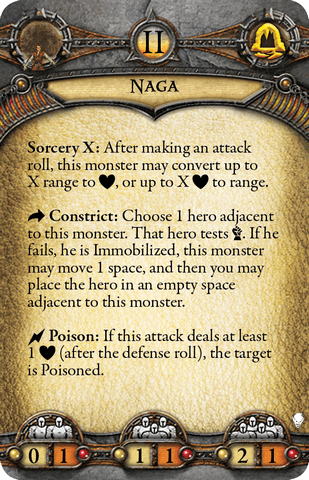 II
NAGA
Sorcery X: After making an attack
roll, this monster may convert up to
X range to ♥, or up to X ♥ to range.
Constrict: Choose 1 hero adjacent
to this monster. That hero tests . If he
fails, he is Immobilized, this monster
may move 1 space, and then you may
place the hero in an empty space
adjacent to this monster.
Poison: If this attack deals at least
1 ♥ (after the defense roll), the target
is Poisoned.
0 1 1 1 2 1